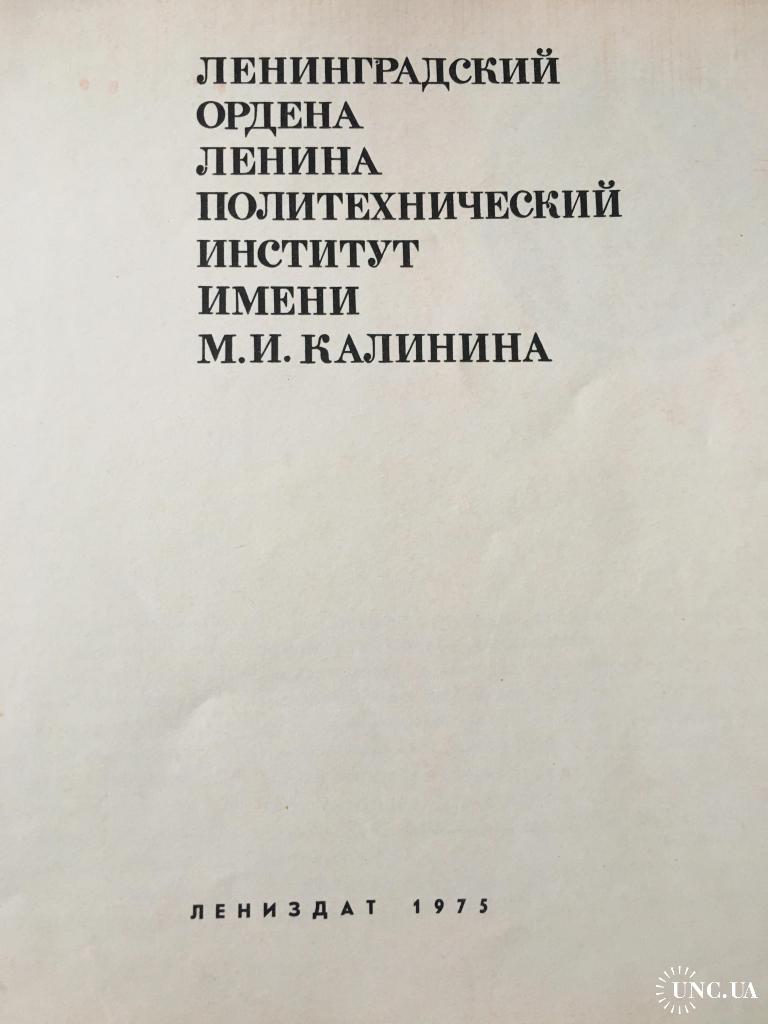 ЛЕНИНГРАДСКИЙ
ОРДЕНА
ЛЕНИНА
ПОЛИТЕХНИЧЕСКИЙ
ИНСТИТУТ
ИМЕНИ
М.И. КАЛИНИНА
ЛЕНИЗДАТ 1975
UNC.UA